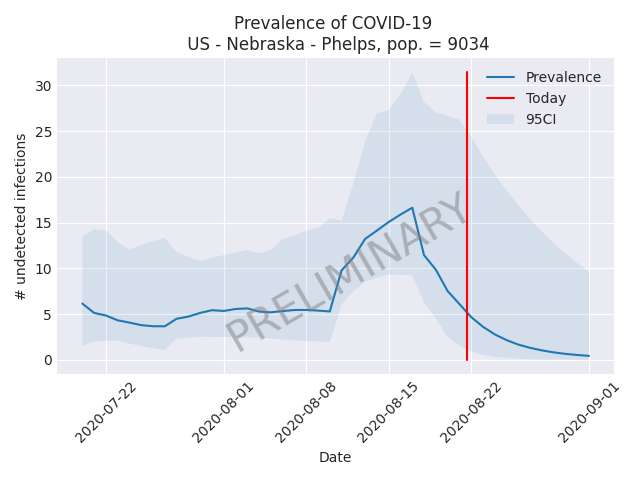 Prevalence of COVID-19
US - Nebraska - Phelps, pop. = 9034
# undetected infections
30
25
20
15
10
5
0
Prevalence
Today
95CI
PRELIMINARY
2020-07-22
2020-08-01
2020-08-08
2020-08-15
2020-08-22
2020-09-01
Date